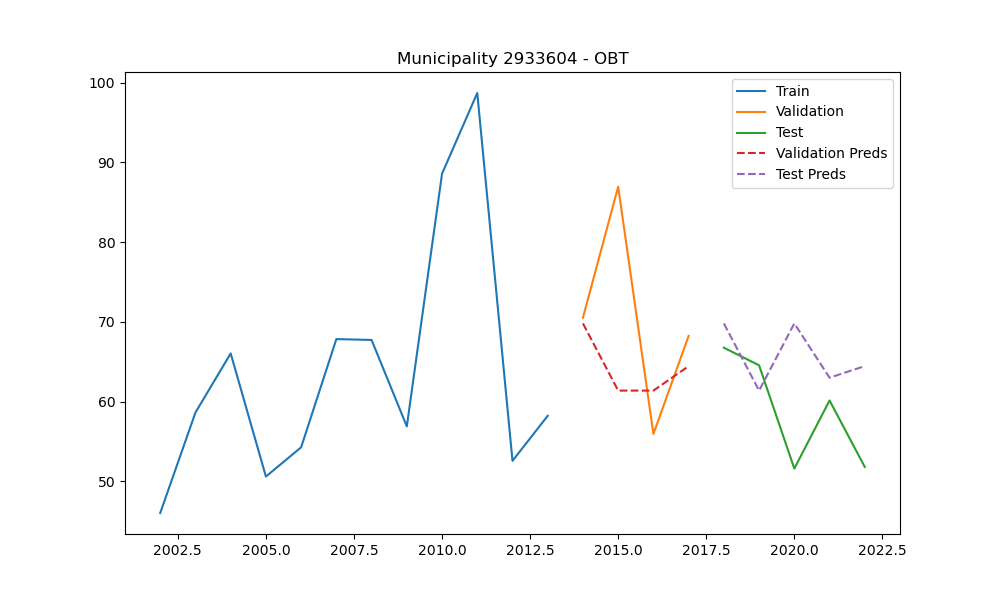 Municipality 2933604 - OBT
100
90
80
70
60
50
Train
Validation
Test
Validation Preds
Test Preds
2002.5 2005.0 2007.5 2010.0 2012.5 2015.0 2017.5 2020.0 2022.5